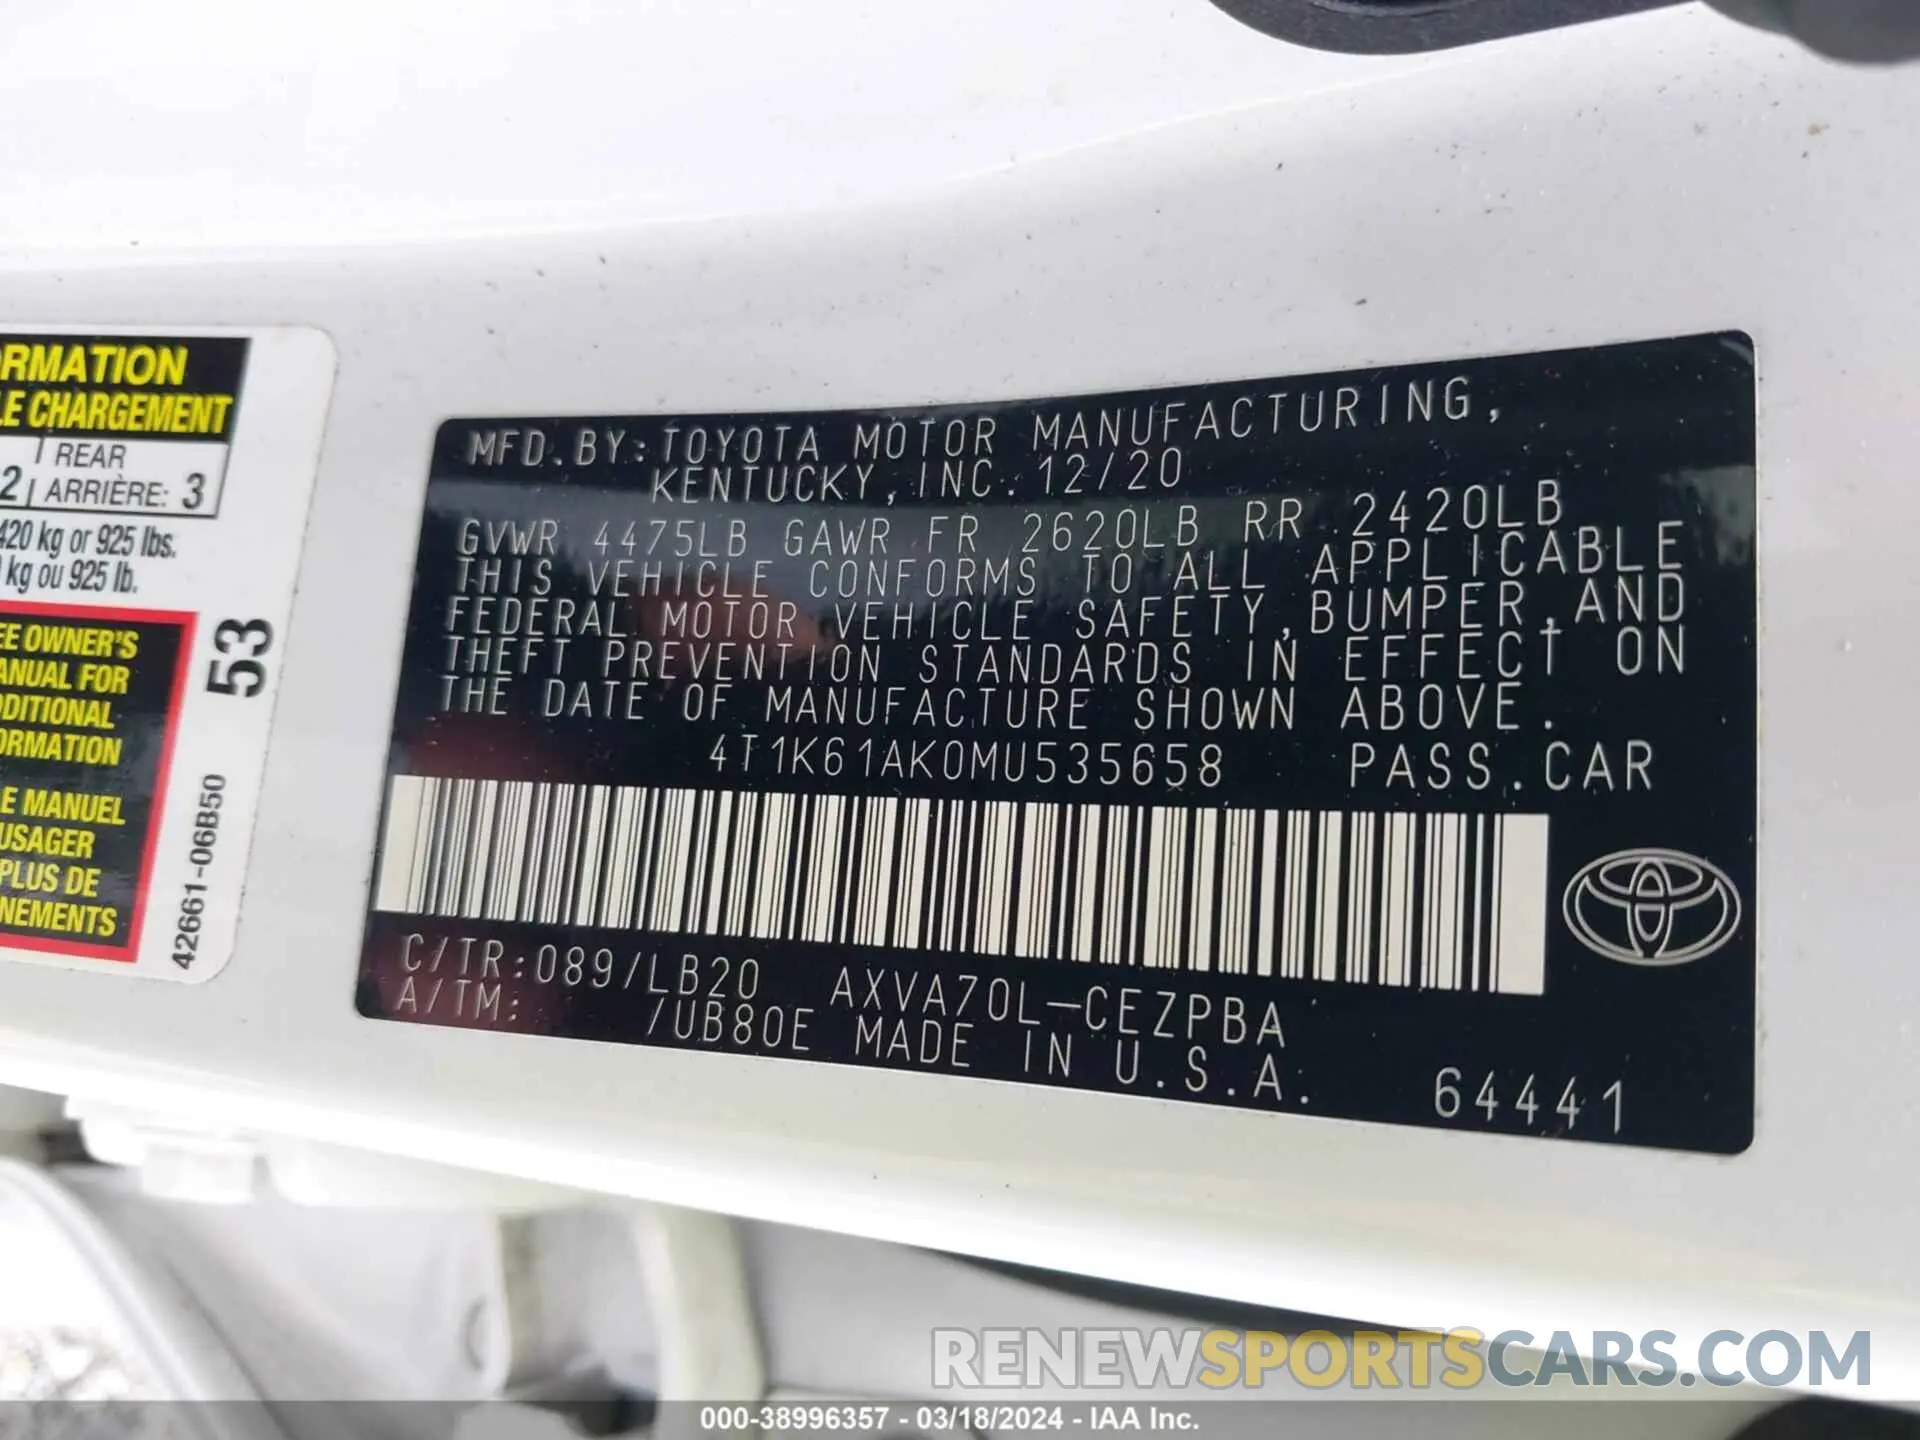 RMATION
LE CHARGEMENT
REAR
2 ARRIÈRE: 3
420 kg or 925 lbs.
kg ou 925 lb.
EE OWNER'S
ANUAL FOR
DDITIONAL
ORMATION
LE MANUEL
USAGER
PLUS DE
NEMENTS
53
42661-06B50
MFD.BY:TOYOTA MOTOR MANUFACTURING,
KENTUCKY,INC. 12/20
GVWR 4475LB GAWR FR 2620LB RR 2420LB
THIS VEHICLE CONFORMS TO ALL APPLICABLE
FEDERAL MOTOR VEHICLE SAFETY,BUMPER,AND
THEFT PREVENTION STANDARDS IN EFFECT ON
THE DATE OF MANUFACTURE SHOWN ABOVE.
4T1K61AK0MU535658 PASS.CAR
C/TR:089/LB20 AXVA70L-CEZPBA
A/TM: /UB80E MADE IN U.S.A.
64441
RENEWSPORTSCARS.COM
000-38996357 - 03/18/2024 - IAA Inc.